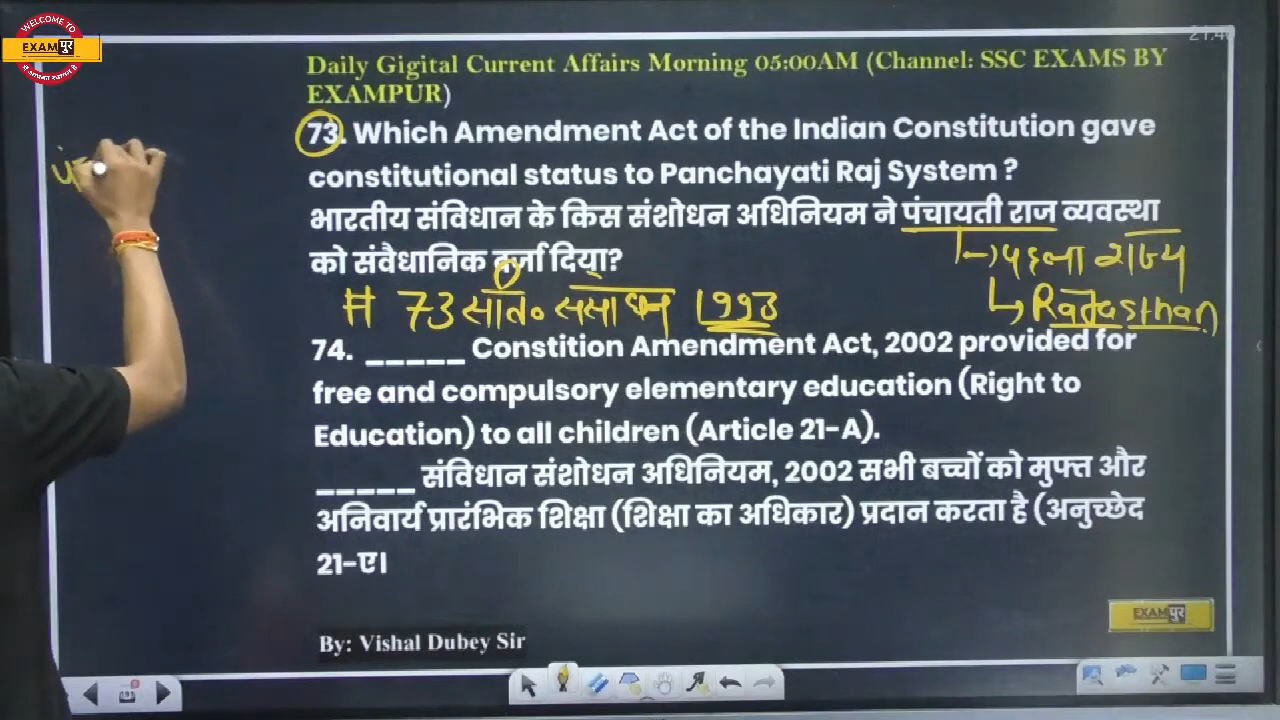 WELCOME TO
EXAMपुर
21:4
Daily Gigital Current Affairs Morning 05:00AM (Channel: SSC EXAMS BY
EXAMPUR)
73. Which Amendment Act of the Indian Constitution gave
constitutional status to Panchayati Raj System ?
भारतीय संविधान के किस संशोधन अधिनियम ने पंचायती राज व्यवस्था
को संवैधानिक दर्जा दिया?
पहला राज्य
# 73 1993
Rajasthan
74. _____ Constition Amendment Act, 2002 provided for
free and compulsory elementary education (Right to
Education) to all children (Article 21-A).
_____ संविधान संशोधन अधिनियम, 2002 सभी बच्चों को मुफ्त और
अनिवार्य प्रारंभिक शिक्षा (शिक्षा का अधिकार) प्रदान करता है (अनुच्छेद
21-ए।
EXAMपुर
By: Vishal Dubey Sir